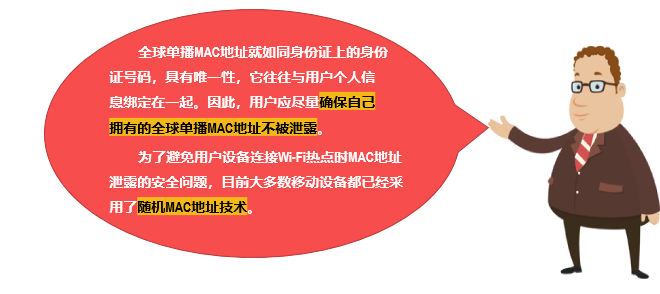 全球单播MAC地址就如同身份证上的身份
证号码，具有唯一性，它往往与用户个人信
息绑定在一起。因此，用户应尽量确保自己
拥有的全球单播MAC地址不被泄露。
为了避免用户设备连接Wi-Fi热点时MAC地址
泄露的安全问题，目前大多数移动设备都已经采
用了随机MAC地址技术。